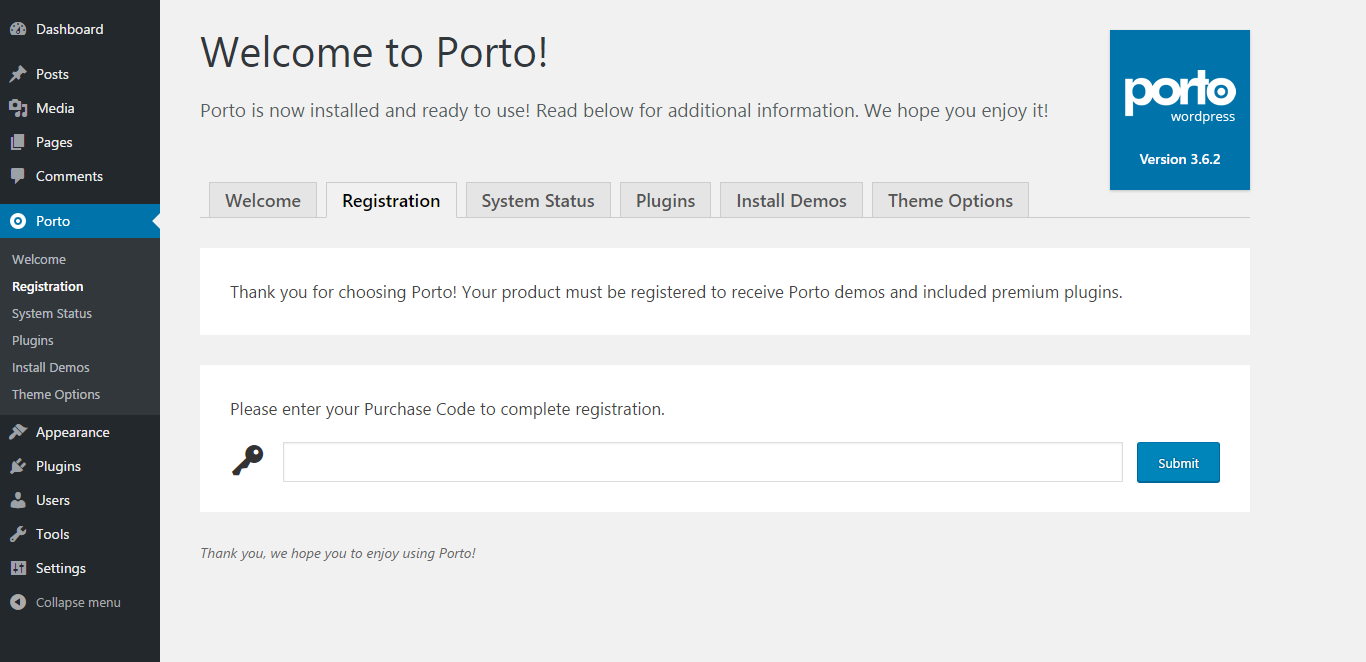 Dashboard
Posts
Media
Pages
Comments
Porto
Welcome
Registration
System Status
Plugins
Install Demos
Theme Options
Appearance
Plugins
Users
Tools
Settings
Collapse menu
Welcome to Porto!
Porto is now installed and ready to use! Read below for additional information. We hope you enjoy it!
porto
wordpress
Version 3.6.2
Welcome
Registration
System Status
Plugins
Install Demos
Theme Options
Thank you for choosing Porto! Your product must be registered to receive Porto demos and included premium plugins.
Please enter your Purchase Code to complete registration.
Submit
Thank you, we hope you to enjoy using Porto!